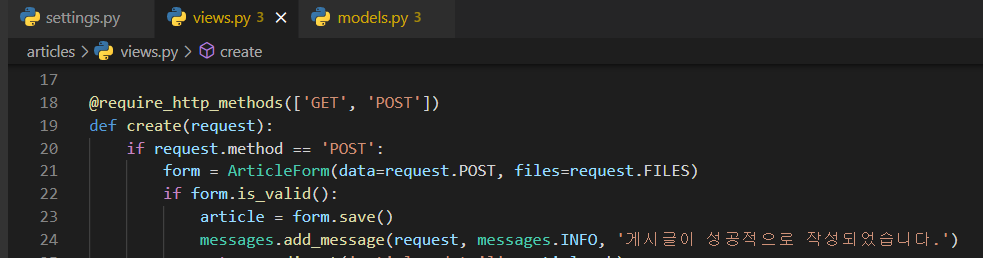 settings.py views.py 3 models.py 3
articles > views.py > create
17
18 @require_http_methods(['GET', 'POST'])
19 def create(request):
20 if request.method == 'POST':
21 form = ArticleForm(data=request.POST, files=request.FILES)
22 if form.is_valid():
23 article = form.save()
24 messages.add_message(request, messages.INFO, '게시글이 성공적으로 작성되었습니다.')